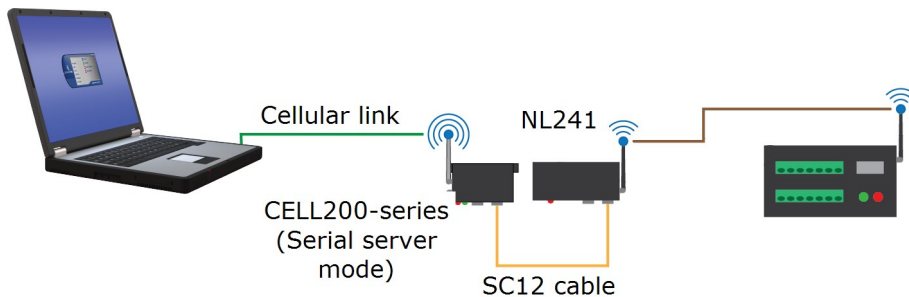 Cellular link
NL241
CELL200-series
(Serial server
mode)
SC12 cable